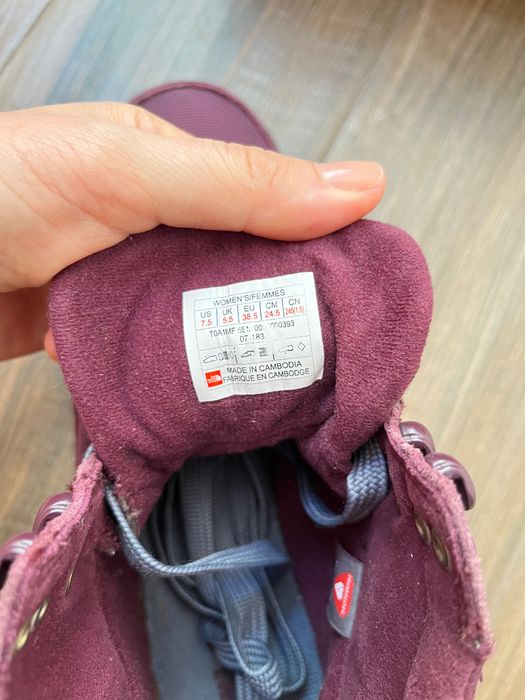 WOMEN'S/FEMMES
US UK EU CM CN
7.5 5.5 38.5 24.5 245(1.5)
MADE IN CAMBODIA
FABRIQUE EN CAMBODGE